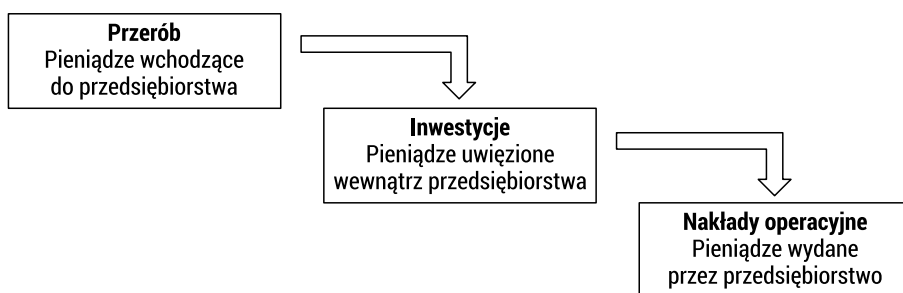 Przerób
Pieniądze wchodzące
do przedsiębiorstwa
Inwestycje
Pieniądze uwięzione
wewnątrz przedsiębiorstwa
Nakłady operacyjne
Pieniądze wydane
przez przedsiębiorstwo